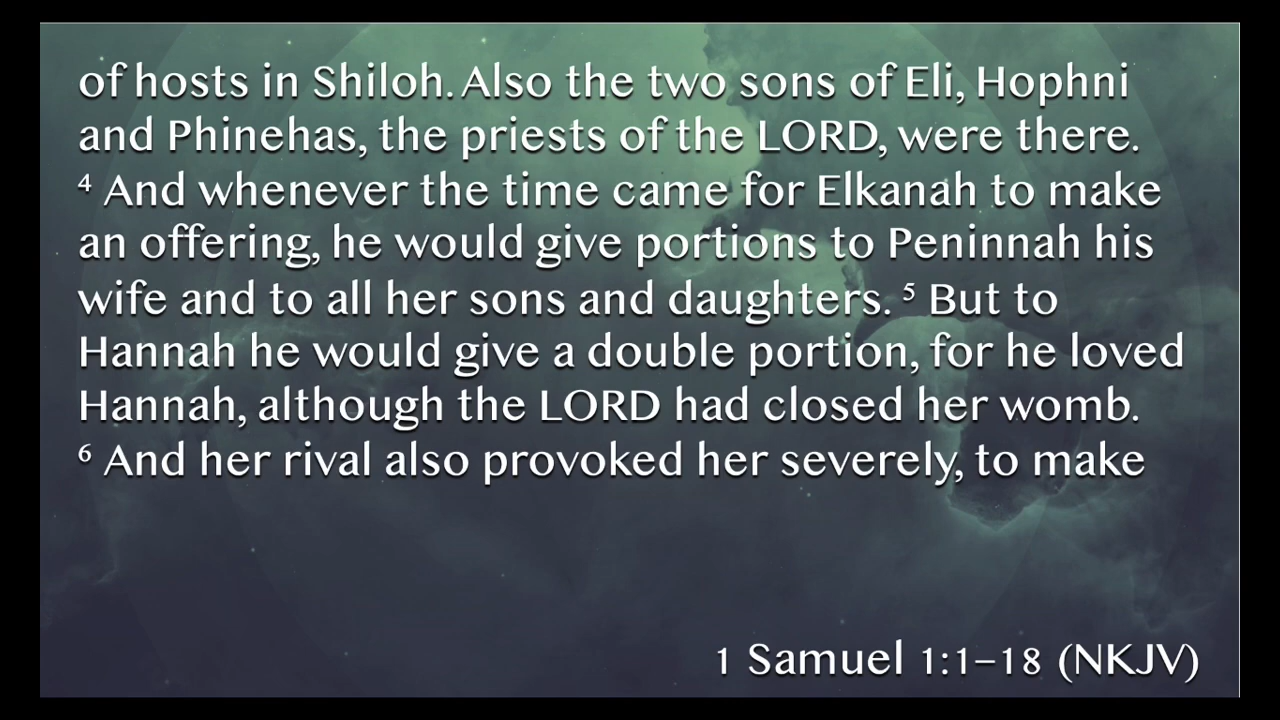 of hosts in Shiloh. Also the two sons of Eli, Hophni
and Phinehas, the priests of the LORD, were there.
⁴ And whenever the time came for Elkanah to make
an offering, he would give portions to Peninnah his
wife and to all her sons and daughters. ⁵ But to
Hannah he would give a double portion, for he loved
Hannah, although the LORD had closed her womb.
⁶ And her rival also provoked her severely, to make
1 Samuel 1:1–18 (NKJV)